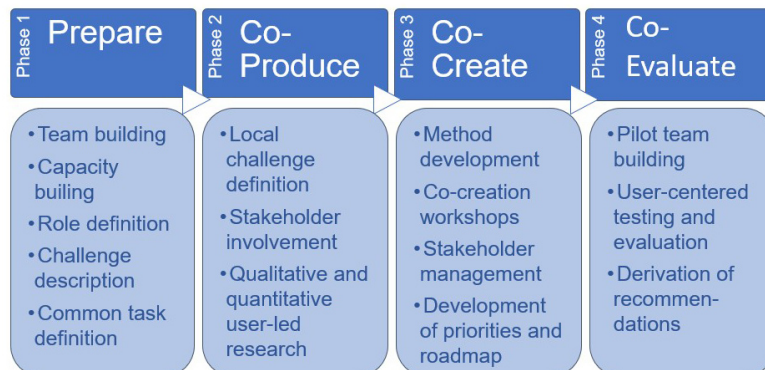 Phase 1
Prepare
Phase 2
Co-
Produce
Phase 3
Co-
Create
Phase 4
Co-
Evaluate
•Team building
•Capacity
builing
•Role definition
•Challenge
description
•Common task
definition
•Local
challenge
definition
•Stakeholder
involvement
•Qualitative and
quantitative
user-led
research
•Method
development
•Co-creation
workshops
•Stakeholder
management
•Development
of priorities and
roadmap
•Pilot team
building
•User-centered
testing and
evaluation
•Derivation of
recommen-
dations